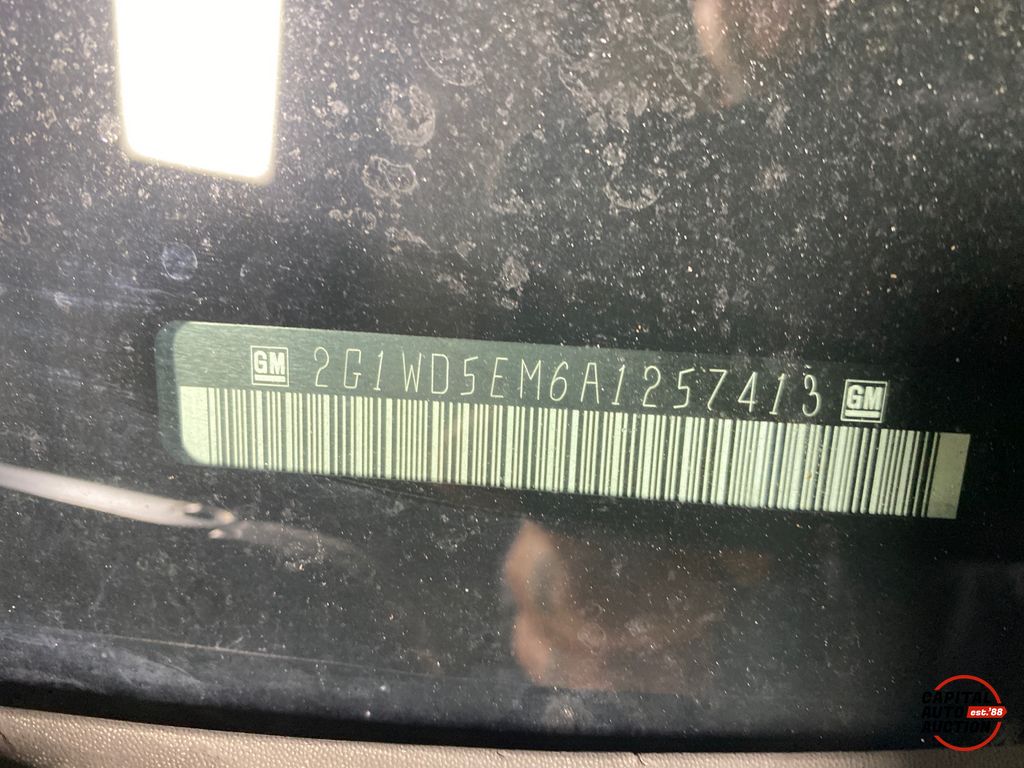 GM 2G1WD5EM6A1257413 GM
CAPITAL
AUTO est.'88
AUCTION